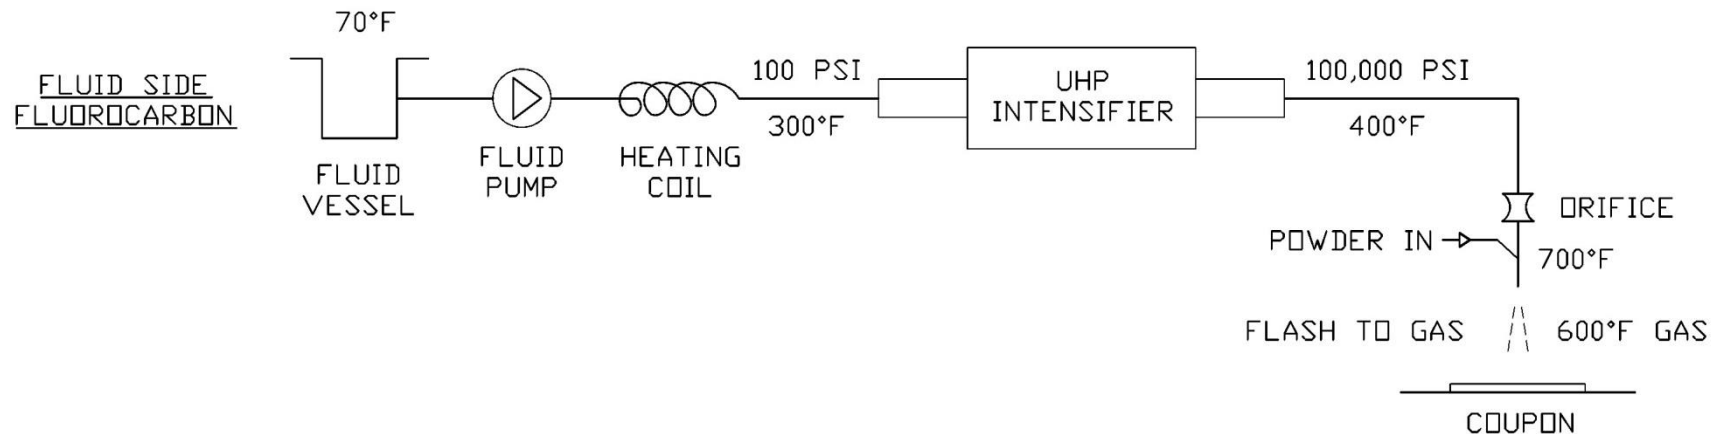 FLUID SIDE
FLUOROCARBON
70°F
FLUID
VESSEL
FLUID
PUMP
HEATING
COIL
100 PSI
300°F
UHP
INTENSIFIER
100,000 PSI
400°F
ORIFICE
POWDER IN
700°F
FLASH TO GAS
600°F GAS
COUPON